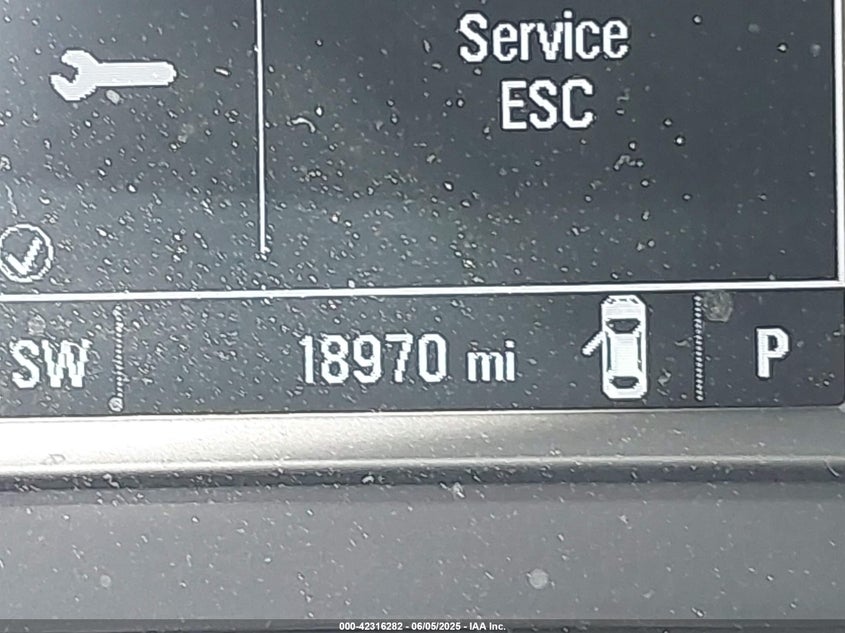 Service
ESC
SW
18970 mi
P
000-42316282 - 06/05/2025 - IAA Inc.